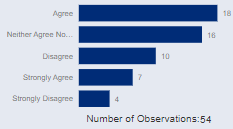 Agree 18
Neither Agree No... 16
Disagree 10
Strongly Agree 7
Strongly Disagree 4
Number of Observations:54